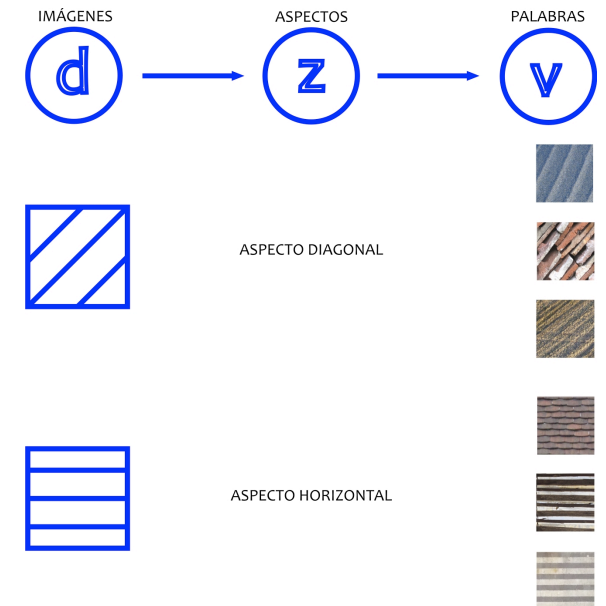 IMÁGENES ASPECTOS PALABRAS
d z v
ASPECTO DIAGONAL
ASPECTO HORIZONTAL